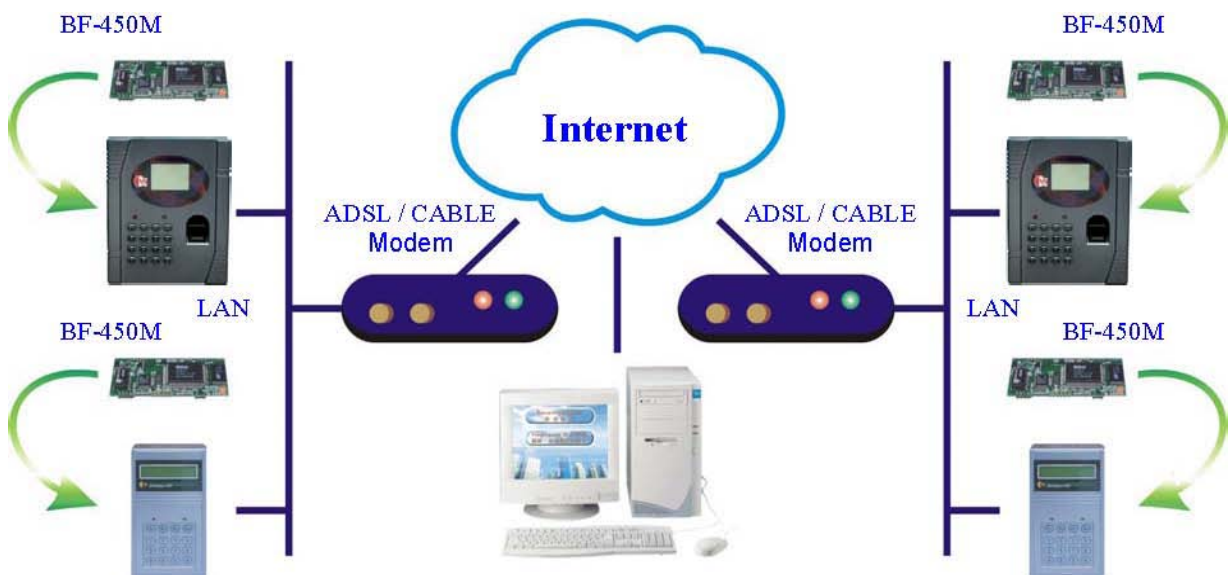 BF-450M
BF-450M
Internet
ADSL / CABLE
Modem
ADSL / CABLE
Modem
LAN
LAN
BF-450M
BF-450M